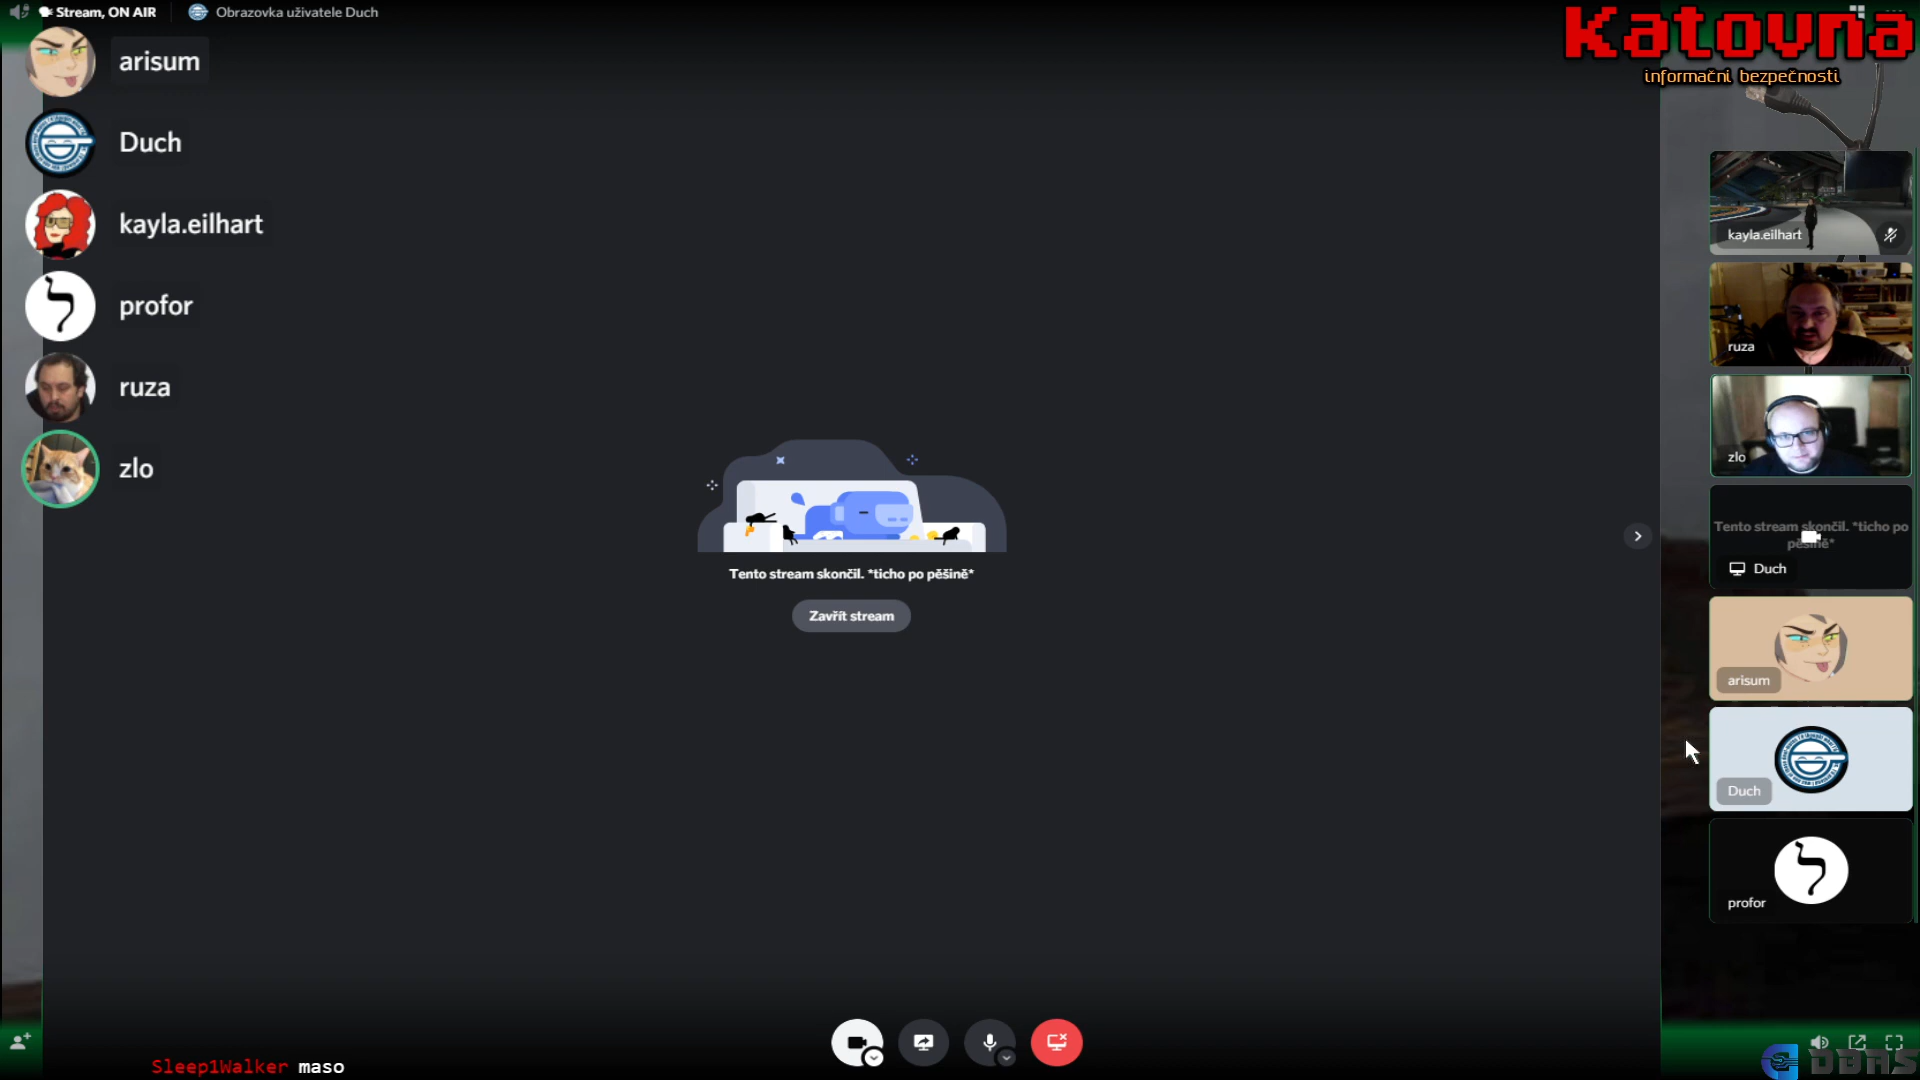 Stream, ON AIR
Obrazovka uživatele Duch
Katovna
informační bezpečnosti
arisum
Duch
kayla.eilhart
profor
ruza
zlo
kayla.eilhart
ruza
zlo
Tento stream skončil. *ticho po pěšině*
Duch
arisum
Duch
profor
Tento stream skončil. *ticho po pěšině*
Zavřít stream
Sleep1Walker maso